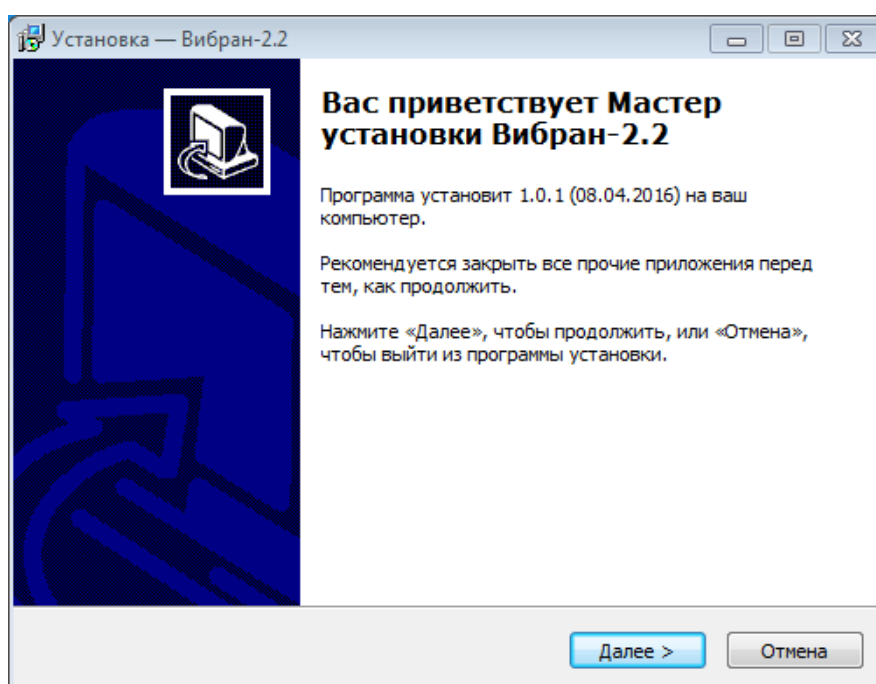 Установка — Вибран-2.2
Вас приветствует Мастер
установки Вибран-2.2
Программа установит 1.0.1 (08.04.2016) на ваш
компьютер.
Рекомендуется закрыть все прочие приложения перед
тем, как продолжить.
Нажмите «Далее», чтобы продолжить, или «Отмена»,
чтобы выйти из программы установки.
Далее >
Отмена